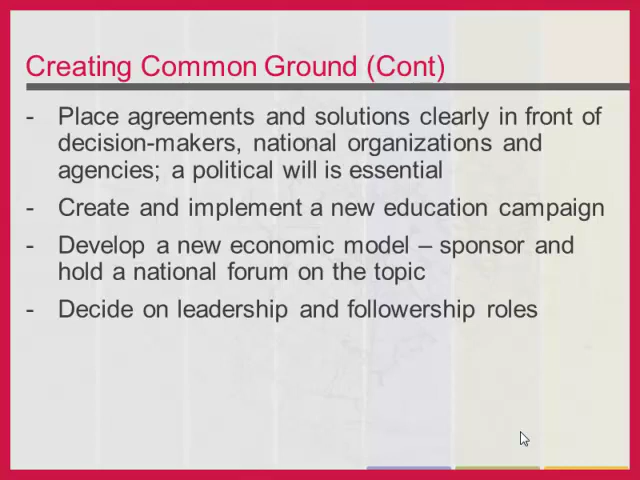 Creating Common Ground (Cont)
- Place agreements and solutions clearly in front of
decision-makers, national organizations and
agencies; a political will is essential
- Create and implement a new education campaign
- Develop a new economic model – sponsor and
hold a national forum on the topic
- Decide on leadership and followership roles